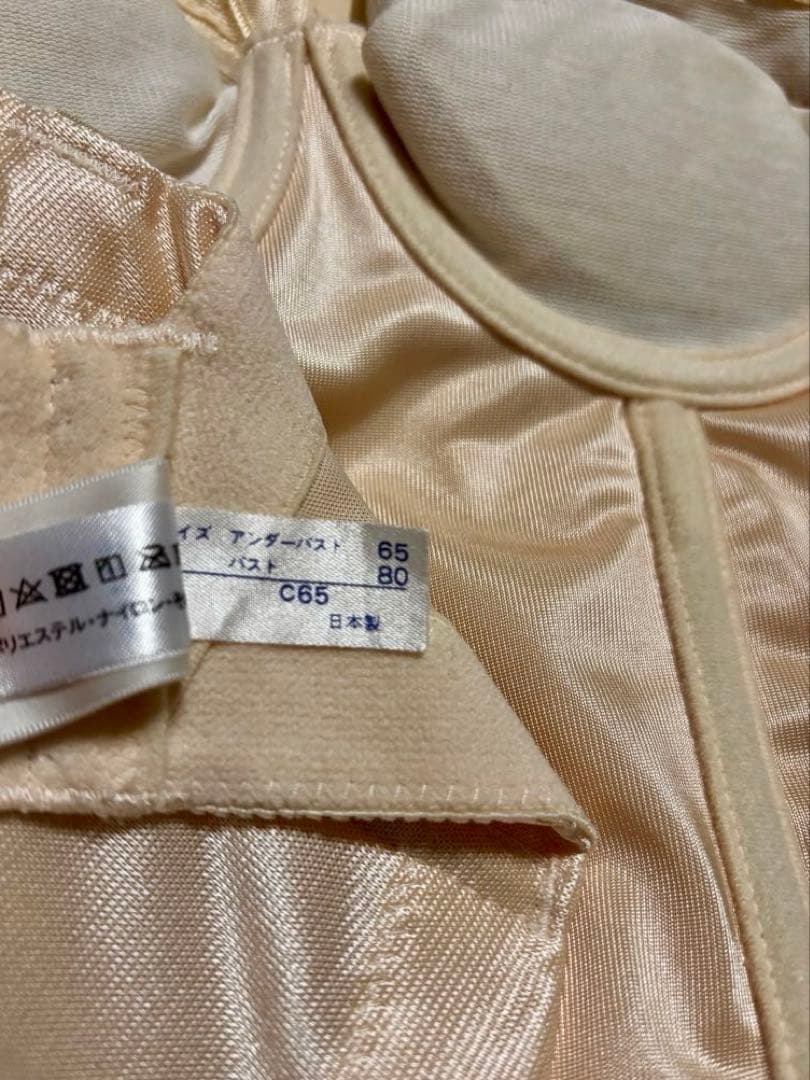 イズ アンダーバスト 65
バスト 80
C65
日本製
リエステル・ナイロン・